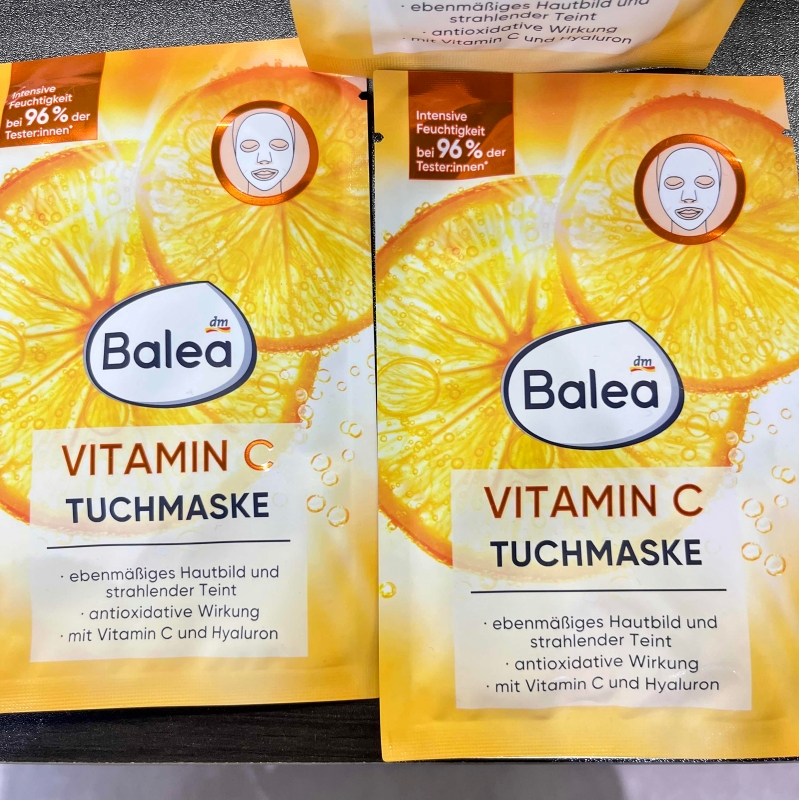 · ebenmäßiges Hautbild und
strahlender Teint
· antioxidative Wirkung
· mit Vitamin C und Hyaluron
Intensive
Feuchtigkeit
bei 96 % der
Tester:innen*
dm
Balea
VITAMIN C
TUCHMASKE
· ebenmäßiges Hautbild und
strahlender Teint
· antioxidative Wirkung
· mit Vitamin C und Hyaluron
Intensive
Feuchtigkeit
bei 96 % der
Tester:innen*
dm
Balea
VITAMIN C
TUCHMASKE
· ebenmäßiges Hautbild und
strahlender Teint
· antioxidative Wirkung
· mit Vitamin C und Hyaluron